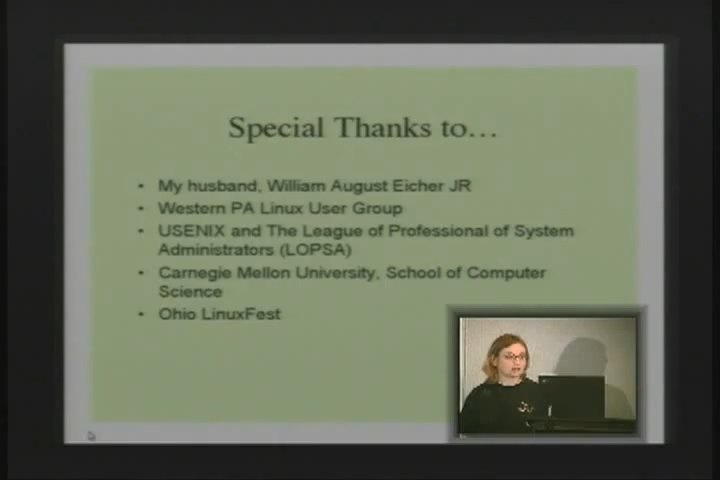 Special Thanks to…
• My husband, William August Eicher JR
• Western PA Linux User Group
• USENIX and The League of Professional of System
Administrators (LOPSA)
• Carnegie Mellon University, School of Computer
Science
• Ohio LinuxFest